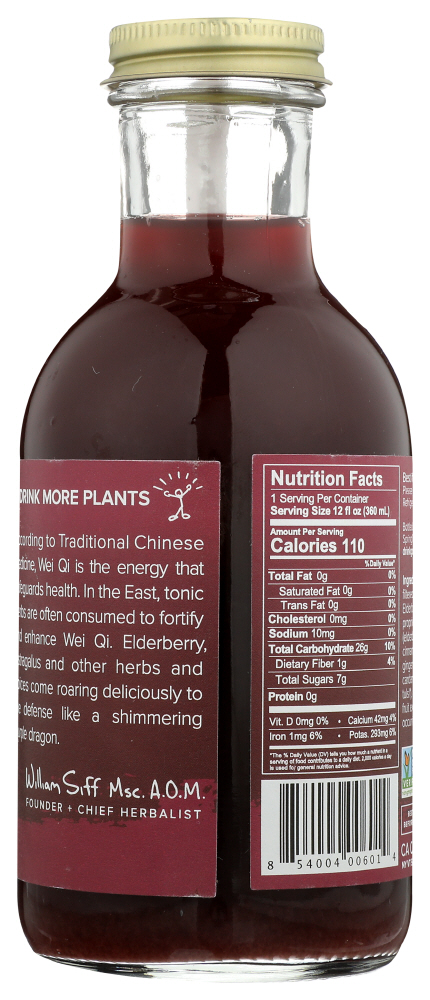 DRINK MORE PLANTS
According to Traditional Chinese
Medicine, Wei Qi is the energy that
safeguards health. In the East, tonic
herbs are often consumed to fortify
and enhance Wei Qi. Elderberry,
and other herbs and
come roaring deliciously to
defense like a shimmering
dragon.
William Siff Msc. A.O.M.
FOUNDER + CHIEF HERBALIST
Nutrition Facts
1 Serving Per Container
Serving Size 12 fl oz (360 mL)
Amount Per Serving
Calories 110
%Daily Value*
Total Fat 0g 0%
Saturated Fat 0g 0%
Trans Fat 0g 0%
Cholesterol 0mg 0%
Sodium 10mg 0%
Total Carbohydrate 26g 10%
Dietary Fiber 1g 4%
Total Sugars 7g
Protein 0g
Vit. D 0mg 0% • Calcium 42mg 4%
Iron 1mg 6% • Potas. 293mg 6%
*The % Daily Value (DV) tells you how much a nutrient in a
serving of food contributes to a daily diet. 2,000 calories a day
is used for general nutrition advice.
8 54004 00601 4